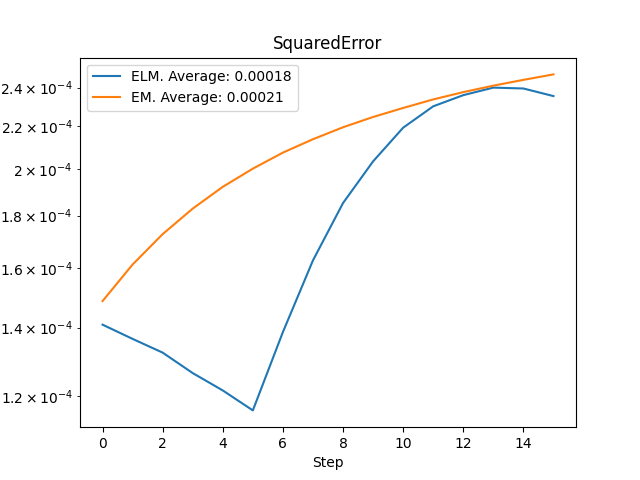 SquaredError
ELM. Average: 0.00018
EM. Average: 0.00021
2.4 × 10⁻⁴
2.2 × 10⁻⁴
2 × 10⁻⁴
1.8 × 10⁻⁴
1.6 × 10⁻⁴
1.4 × 10⁻⁴
1.2 × 10⁻⁴
0 2 4 6 8 10 12 14
Step